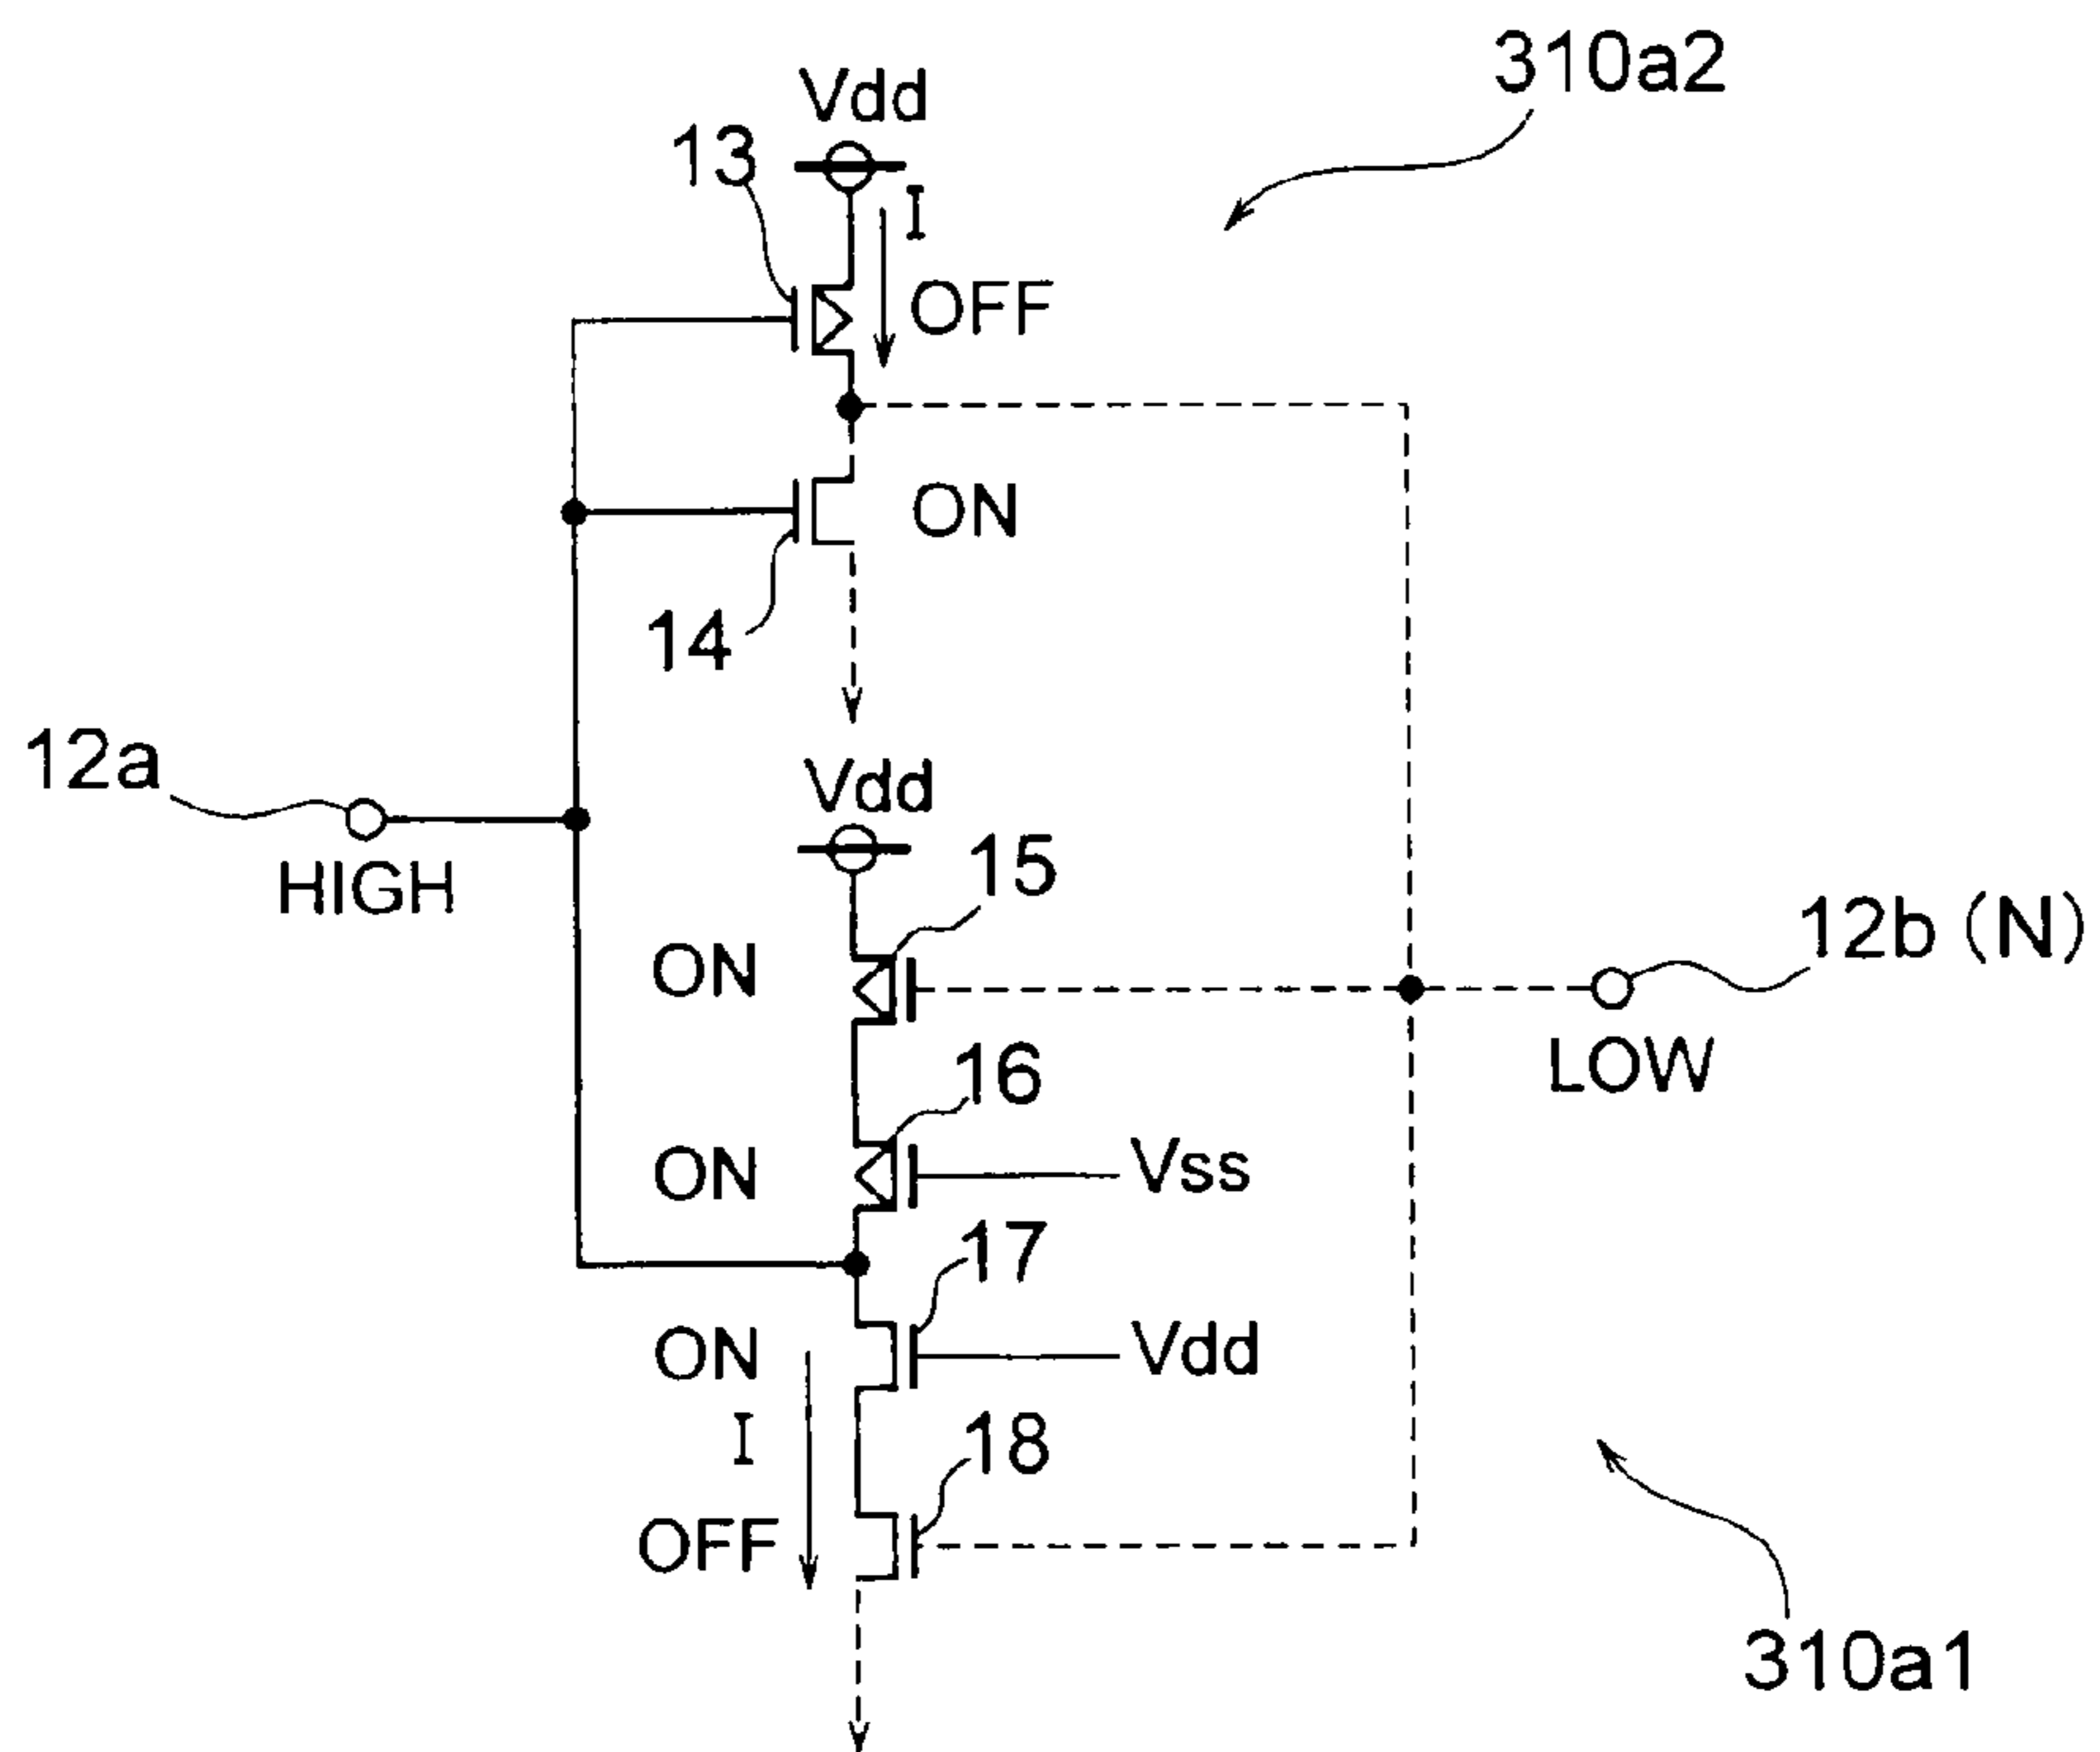 310a2
Vdd
13
I
OFF
ON
14
12a
Vdd
15
HIGH
12b (N)
ON
LOW
16
ON
Vss
17
ON
Vdd
I
18
OFF
310a1